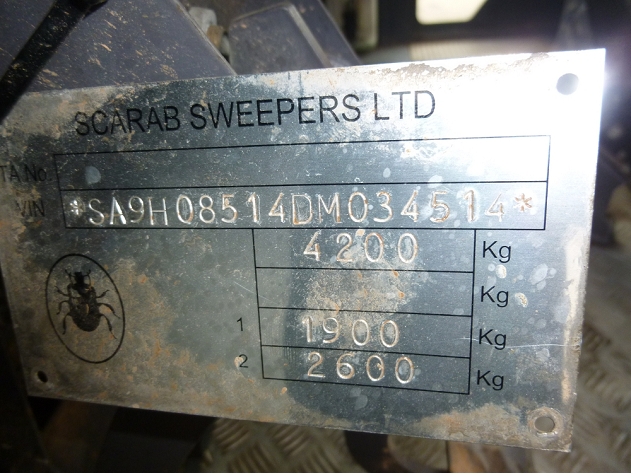 SCARAB SWEEPERS LTD
TA No
VIN *SA9H08514DM034514*
4200 Kg
Kg
1 1900 Kg
2 2600 Kg